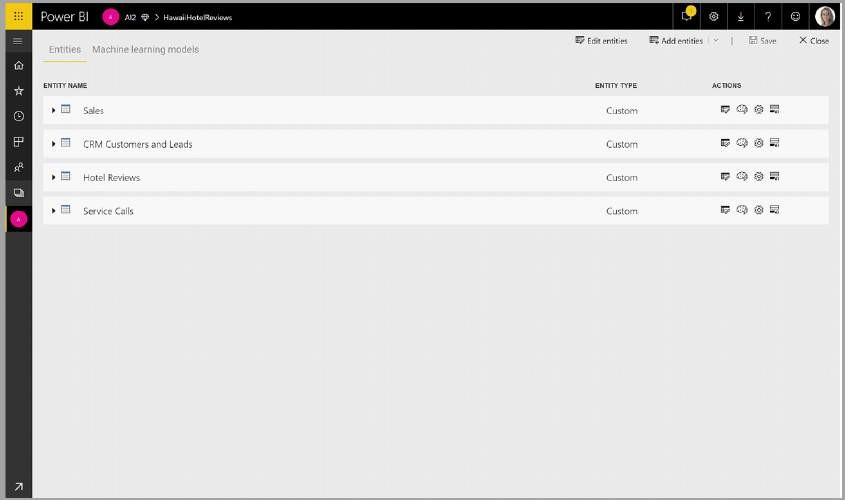 Power BI A AI2 > HawaiiHotelReviews 1 ?
Entities Machine learning models Edit entities Add entities | Save Close
ENTITY NAME ENTITY TYPE ACTIONS
Sales Custom
CRM Customers and Leads Custom
Hotel Reviews Custom
Service Calls Custom
A